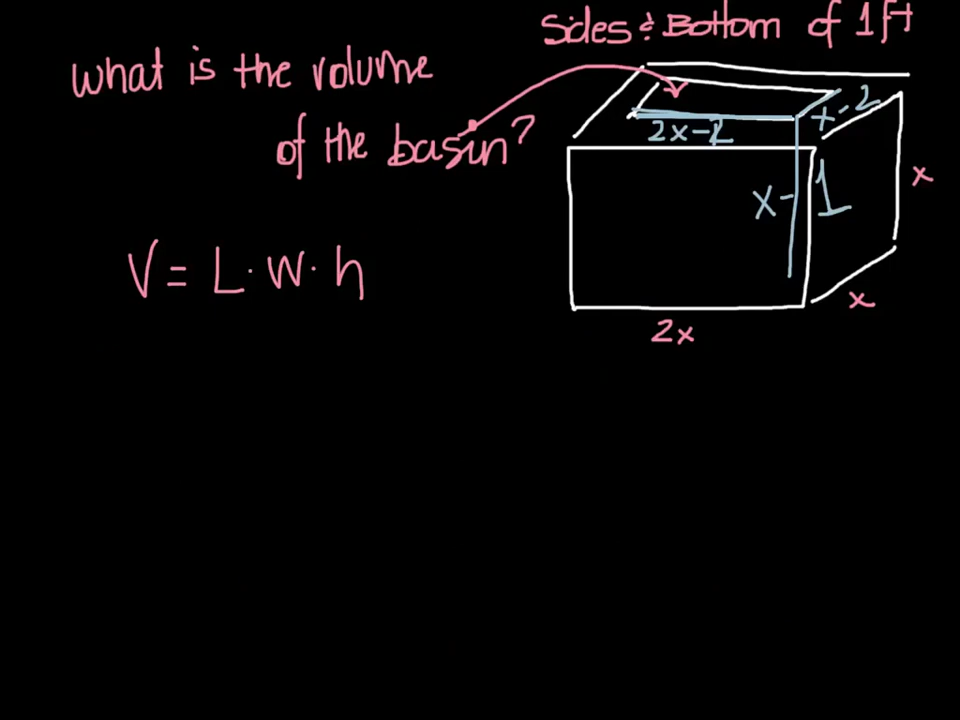 Sides & Bottom of 1ft
What is the volume
of the basin?
2x-2
x-2
x-1
x
V = L·W·h
x
2x